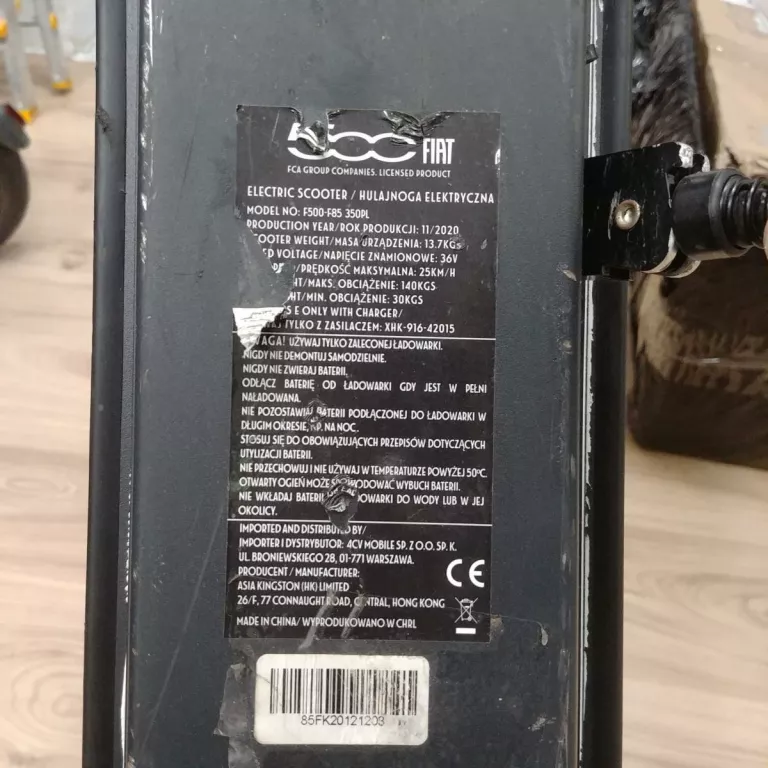 500 FIAT
FCA GROUP COMPANIES. LICENSED PRODUCT
ELECTRIC SCOOTER / HULAJNOGA ELEKTRYCZNA
MODEL NO: F500-F85 350PL
PRODUCTION YEAR/ROK PRODUKCJI: 11/2020
WEIGHT/MASA URZĄDZENIA: 13.7KGS
VOLTAGE/NAPIĘCIE ZNAMIONOWE: 36V
/PRĘDKOŚĆ MAKSYMALNA: 25KM/H
/MAKS. OBCIĄŻENIE: 140KGS
/MIN. OBCIĄŻENIE: 30KGS
ONLY WITH CHARGER/
TYLKO Z ZASILACZEM: XHK-916-42015
UŻYWAJ TYLKO ZALECONEJ ŁADOWARKI.
NIGDY NIE DEMONTUJ SAMODZIELNIE.
NIGDY NIE ZWIERAJ BATERII.
ODŁĄCZ BATERIĘ OD ŁADOWARKI GDY JEST W PEŁNI
NAŁADOWANA.
NIE POZOSTAWIAJ BATERII PODŁĄCZONEJ DO ŁADOWARKI W
DŁUGIM OKRESIE, NP. NA NOC.
STOSUJ SIĘ DO OBOWIĄZUJĄCYCH PRZEPISÓW DOTYCZĄCYCH
UTYLIZACJI BATERII.
NIE PRZECHOWUJ I NIE UŻYWAJ W TEMPERATURZE POWYŻEJ 50°C.
OTWARTY OGIEŃ MOŻE SPOWODOWAĆ WYBUCH BATERII.
NIE WKŁADAJ BATERII DO WODY LUB W JEJ
OKOLICY.
IMPORTED AND DISTRIBUTED BY/
IMPORTER I DYSTRYBUTOR: 4CV MOBILE SP. Z O.O. SP. K.
UL. BRONIEWSKIEGO 28, 01-771 WARSZAWA.
PRODUCENT / MANUFACTURER:
ASIA KINGSTON (HK) LIMITED
26/F, 77 CONNAUGHT ROAD, CENTRAL, HONG KONG
MADE IN CHINA/ WYPRODUKOWANO W CHRL
CE
85FK20121203